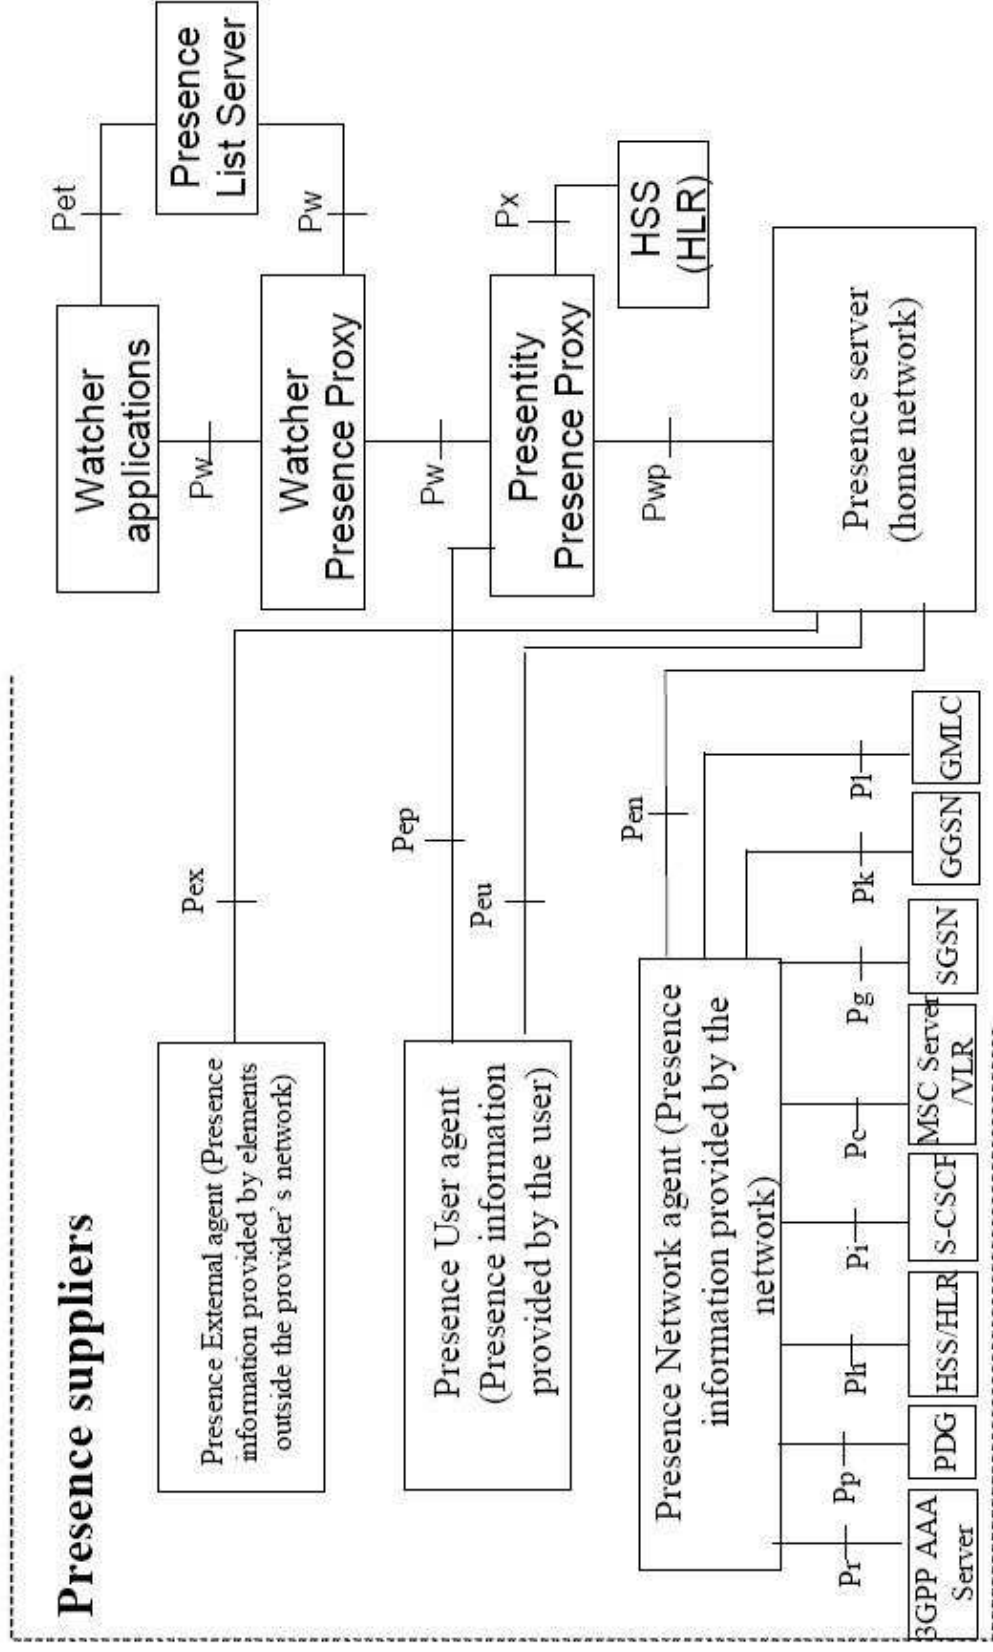 Presence suppliers
Presence External agent (Presence
information provided by elements
outside the provider`s network)
Pex
Presence User agent
(Presence information
provided by the user)
Pep
Peu
Presence Network agent (Presence
information provided by the
network)
Pen
Pr
Pp
Ph
Pi
Pc
Pg
Pk
Pl
3GPP AAA
Server
PDG
HSS/HLR
S-CSCF
MSC Server
/VLR
SGSN
GGSN
GMLC
Watcher
applications
Pet
Presence
List Server
Pw
Pw
Watcher
Presence Proxy
Pw
Presentity
Presence Proxy
Px
HSS
(HLR)
Pwp
Presence server
(home network)